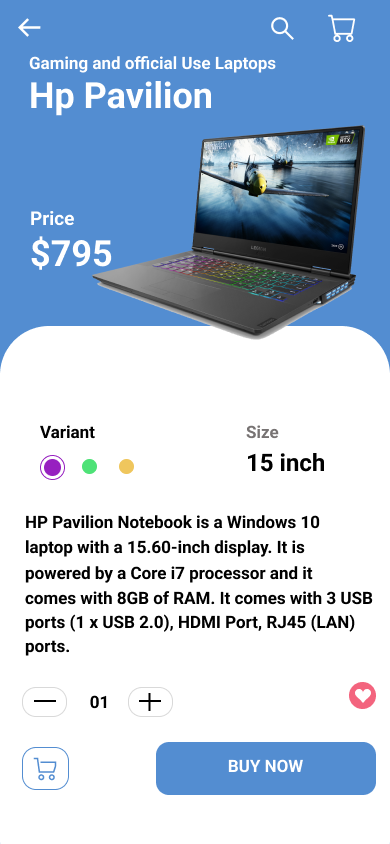 Gaming and official Use Laptops
Hp Pavilion
Price
$795
LEGION
RTX
Variant
Size
15 inch
HP Pavilion Notebook is a Windows 10
laptop with a 15.60-inch display. It is
powered by a Core i7 processor and it
comes with 8GB of RAM. It comes with 3 USB
ports (1 x USB 2.0), HDMI Port, RJ45 (LAN)
ports.
01
BUY NOW